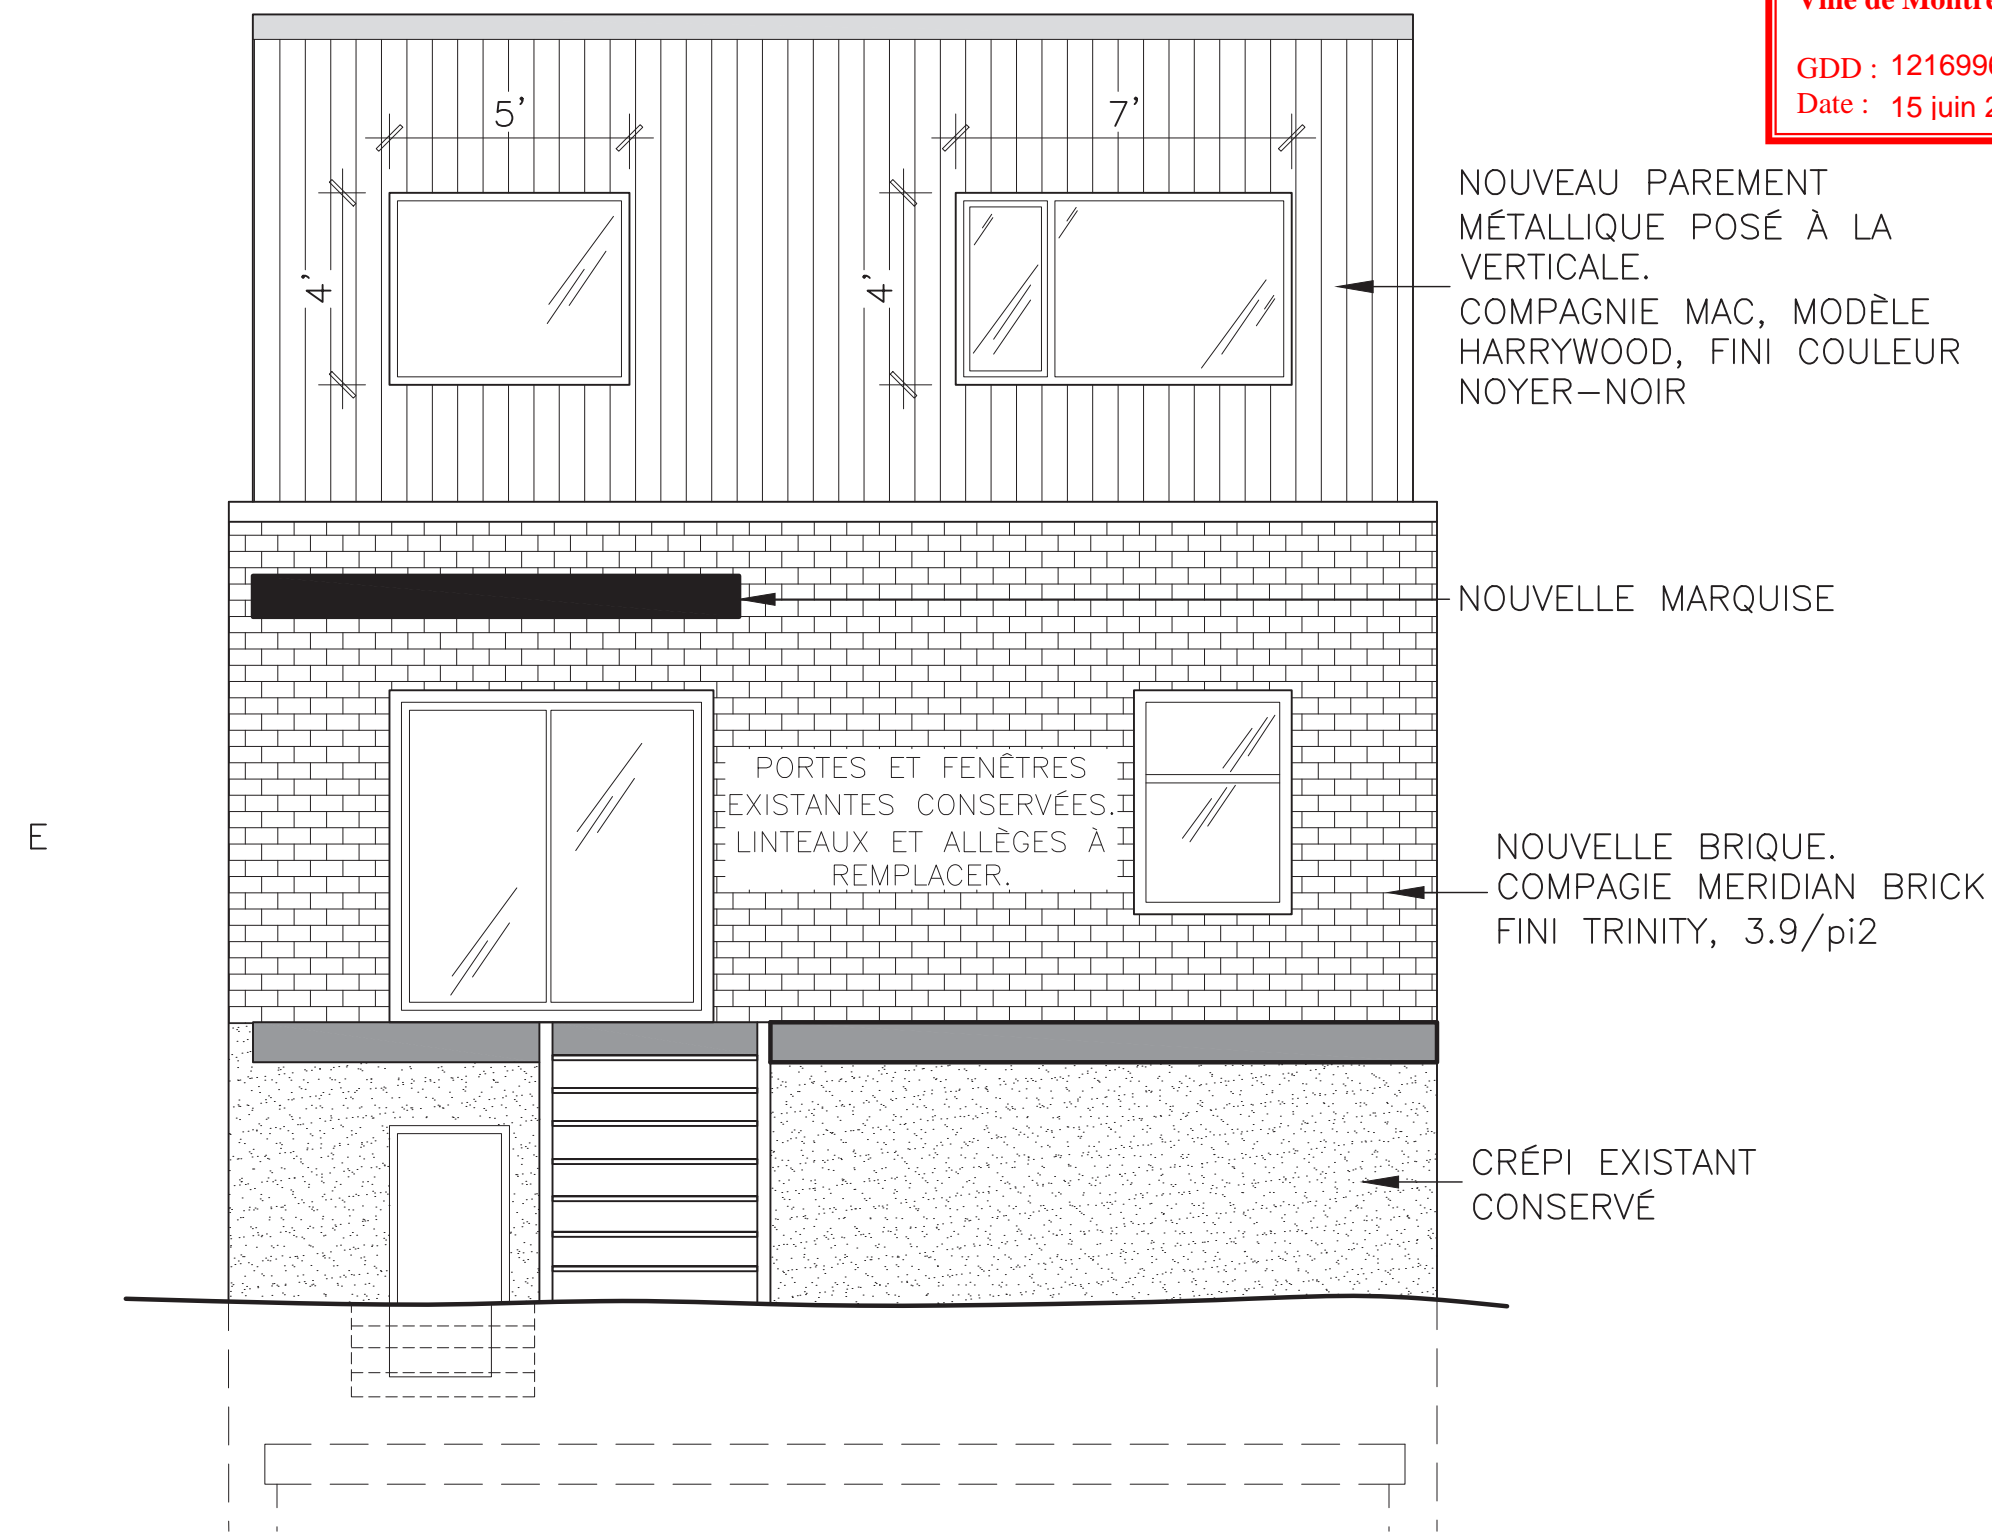 Ville de
GDD :
Date : 15 juin
5'
7'
4'
4'
NOUVEAU PAREMENT
MÉTALLIQUE POSÉ À LA
VERTICALE.
COMPAGNIE MAC, MODÈLE
HARRYWOOD, FINI COULEUR
NOYER-NOIR
NOUVELLE MARQUISE
PORTES ET FENÊTRES
EXISTANTES CONSERVÉES.
LINTEAUX ET ALLÈGES À
REMPLACER.
E
NOUVELLE BRIQUE.
COMPAGIE MERIDIAN BRICK
FINI TRINITY, 3.9/pi2
CRÉPI EXISTANT
CONSERVÉ